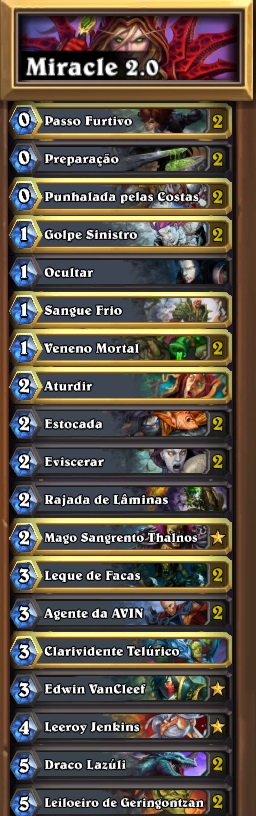 Miracle 2.0
0 Passo Furtivo 2
0 Preparação 2
0 Punhalada pelas Costas 2
1 Golpe Sinistro 2
1 Ocultar
1 Sangue Frio
1 Veneno Mortal 2
2 Aturdir
2 Estocada 2
2 Eviscerar 2
2 Rajada de Lâminas
2 Mago Sangrento Thalnos
3 Leque de Facas 2
3 Agente da AVIN 2
3 Clarividente Telúrico
3 Edwin VanCleef
4 Leeroy Jenkins
5 Draco Lazúli 2
5 Leiloeiro de Geringontzan 2